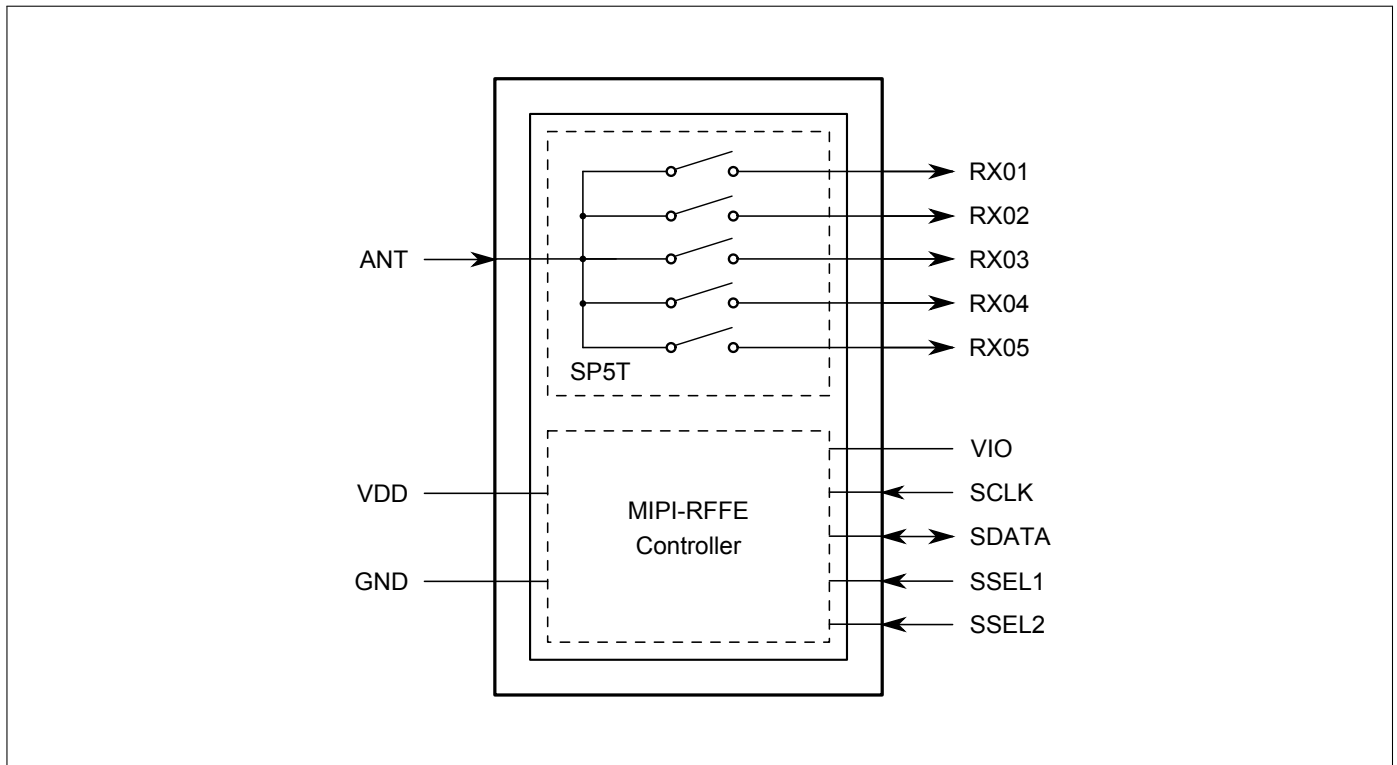 RX01
RX02
ANT
RX03
RX04
RX05
SP5T
VIO
VDD
SCLK
MIPI-RFFE
Controller
SDATA
GND
SSEL1
SSEL2